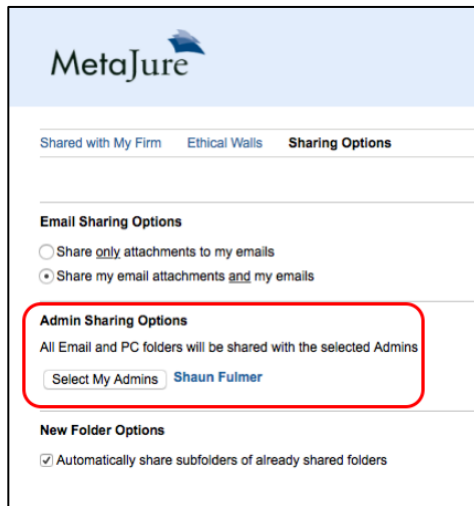 MetaJure
Shared with My Firm Ethical Walls Sharing Options
Email Sharing Options
Share only attachments to my emails
Share my email attachments and my emails
Admin Sharing Options
All Email and PC folders will be shared with the selected Admins
Select My Admins Shaun Fulmer
New Folder Options
Automatically share subfolders of already shared folders